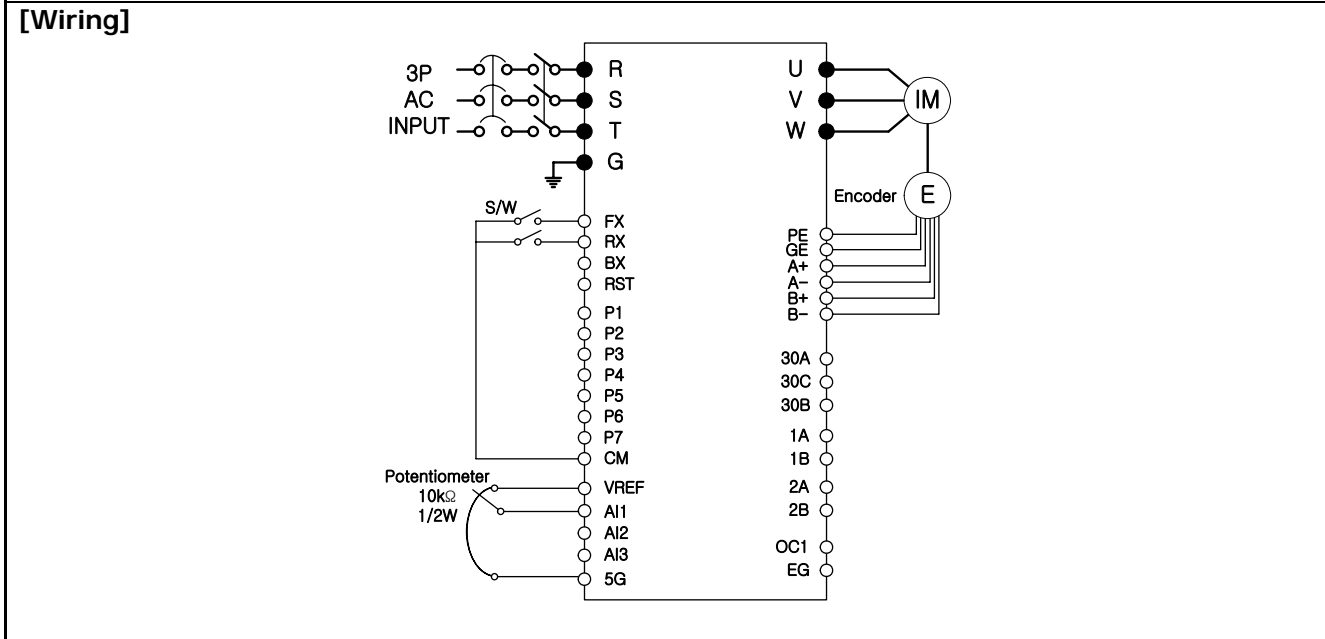 [Wiring]
3P
AC
INPUT
R
S
T
G
U
V
W
IM
Encoder
E
S/W
FX
RX
BX
RST
P1
P2
P3
P4
P5
P6
P7
CM
PE
GE
A+
A−
B+
B−
30A
30C
30B
1A
1B
2A
2B
OC1
EG
Potentiometer
10kΩ
1/2W
VREF
AI1
AI2
AI3
5G